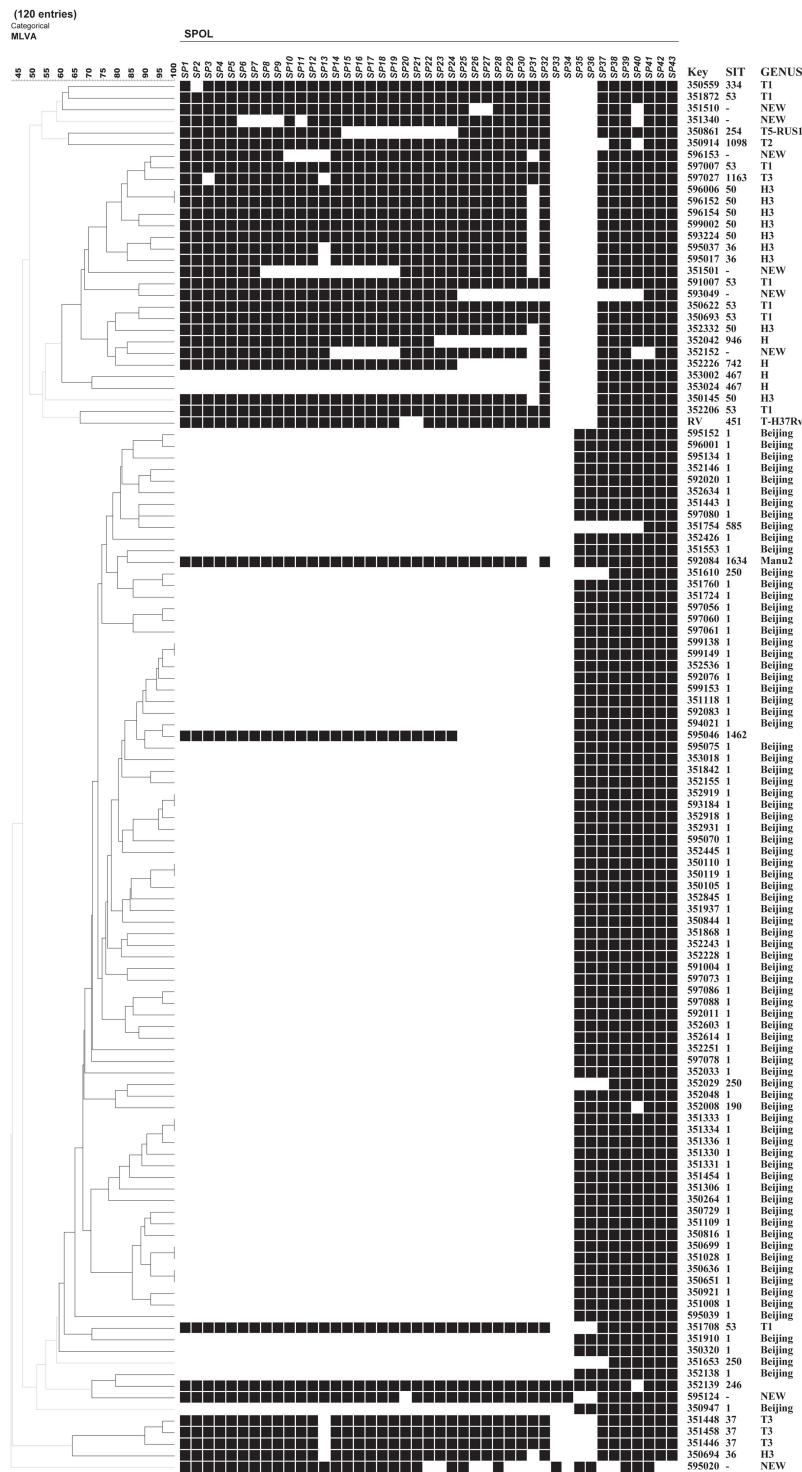 (120 entries)
Categorical
MLVA
SPOL
45 50 55 60 65 70 75 80 85 90 95 100
SP1 SP2 SP3 SP4 SP5 SP6 SP7 SP8 SP9 SP10 SP11 SP12 SP13 SP14 SP15 SP16 SP17 SP18 SP19 SP20 SP21 SP22 SP23 SP24 SP25 SP26 SP27 SP28 SP29 SP30 SP31 SP32 SP33 SP34 SP35 SP36 SP37 SP38 SP39 SP40 SP41 SP42 SP43
Key SIT GENUS
350559 334 T1
351872 53 T1
351510 - NEW
351340 - NEW
350861 254 T5-RUS1
350914 1098 T2
596153 - NEW
597007 53 T1
597027 1163 T3
596006 50 H3
596152 50 H3
596154 50 H3
599002 50 H3
593224 50 H3
595037 36 H3
595017 36 H3
351501 - NEW
591007 53 T1
593049 - NEW
350622 53 T1
350693 53 T1
352332 50 H3
352042 946 H
352152 - NEW
352226 742 H
353002 467 H
353024 467 H
350145 50 H3
352206 53 T1
RV 451 T-H37Rv
595152 1 Beijing
596001 1 Beijing
595134 1 Beijing
352146 1 Beijing
592020 1 Beijing
352634 1 Beijing
351443 1 Beijing
597080 1 Beijing
351754 585 Beijing
352426 1 Beijing
351553 1 Beijing
592084 1634 Manu2
351610 250 Beijing
351760 1 Beijing
351724 1 Beijing
597056 1 Beijing
597060 1 Beijing
597061 1 Beijing
599138 1 Beijing
599149 1 Beijing
352536 1 Beijing
592076 1 Beijing
599153 1 Beijing
351118 1 Beijing
592083 1 Beijing
594021 1 Beijing
595046 1462
595075 1 Beijing
353018 1 Beijing
351842 1 Beijing
352155 1 Beijing
352919 1 Beijing
593184 1 Beijing
352918 1 Beijing
352931 1 Beijing
595070 1 Beijing
352445 1 Beijing
350110 1 Beijing
350119 1 Beijing
350105 1 Beijing
352845 1 Beijing
351937 1 Beijing
350844 1 Beijing
351868 1 Beijing
352243 1 Beijing
352228 1 Beijing
591004 1 Beijing
597073 1 Beijing
597086 1 Beijing
597088 1 Beijing
592011 1 Beijing
352603 1 Beijing
352614 1 Beijing
352251 1 Beijing
597078 1 Beijing
352033 1 Beijing
352029 250 Beijing
352048 1 Beijing
352008 190 Beijing
351333 1 Beijing
351334 1 Beijing
351336 1 Beijing
351330 1 Beijing
351331 1 Beijing
351454 1 Beijing
351306 1 Beijing
350264 1 Beijing
350729 1 Beijing
351109 1 Beijing
350816 1 Beijing
350699 1 Beijing
351028 1 Beijing
350636 1 Beijing
350651 1 Beijing
350921 1 Beijing
351008 1 Beijing
595039 1 Beijing
351708 53 T1
351910 1 Beijing
350320 1 Beijing
351653 250 Beijing
352138 1 Beijing
352139 246
595124 - NEW
350947 1 Beijing
351448 37 T3
351458 37 T3
351446 37 T3
350694 36 H3
595020 - NEW